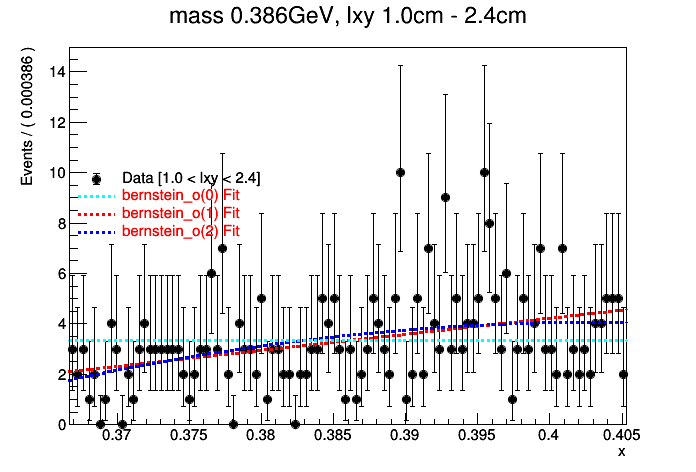 mass 0.386GeV, lxy 1.0cm - 2.4cm
Events / ( 0.000386 )
14
12
10
8
6
4
2
0
Data [1.0 < lxy < 2.4]
bernstein_o(0) Fit
bernstein_o(1) Fit
bernstein_o(2) Fit
0.37 0.375 0.38 0.385 0.39 0.395 0.4 0.405
x